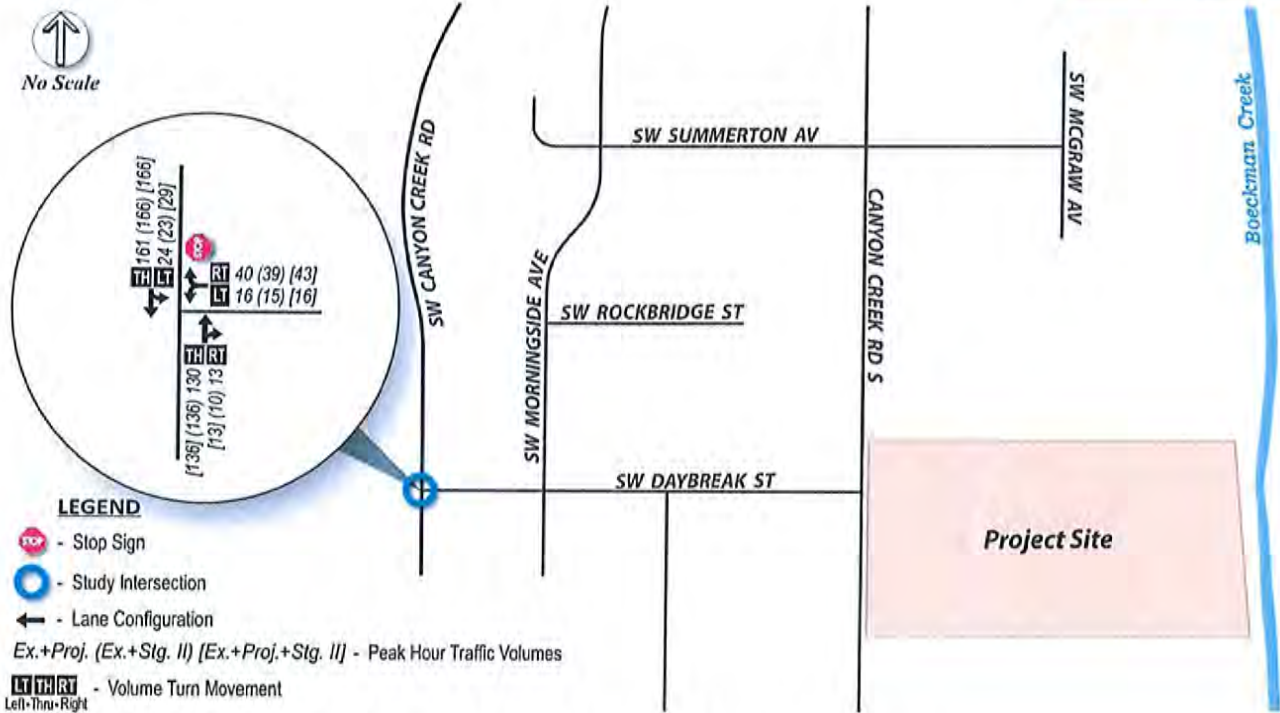 No Scale
161 (166) [166]
24 (23) [29]
TH LT
STOP
RT 40 (39) [43]
LT 16 (15) [16]
TH RT
[136] (136) 130
[13] (10) 13
SW CANYON CREEK RD
SW MORNINGSIDE AVE
SW SUMMERTON AV
SW ROCKBRIDGE ST
SW DAYBREAK ST
CANYON CREEK RD S
SW MCGRAW AV
Boeckman Creek
Project Site
LEGEND
STOP - Stop Sign
- Study Intersection
- Lane Configuration
Ex.+Proj. (Ex.+Stg. II) [Ex.+Proj.+Stg. II] - Peak Hour Traffic Volumes
LT TH RT - Volume Turn Movement
Left•Thru•Right